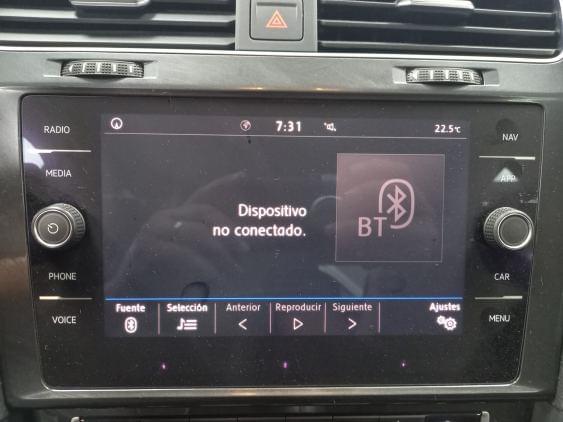 RADIO
MEDIA
PHONE
VOICE
7:31
22.5°C
Dispositivo
no conectado.
BT
Fuente
Selección
Anterior
Reproducir
Siguiente
Ajustes
NAV
APP
CAR
MENU